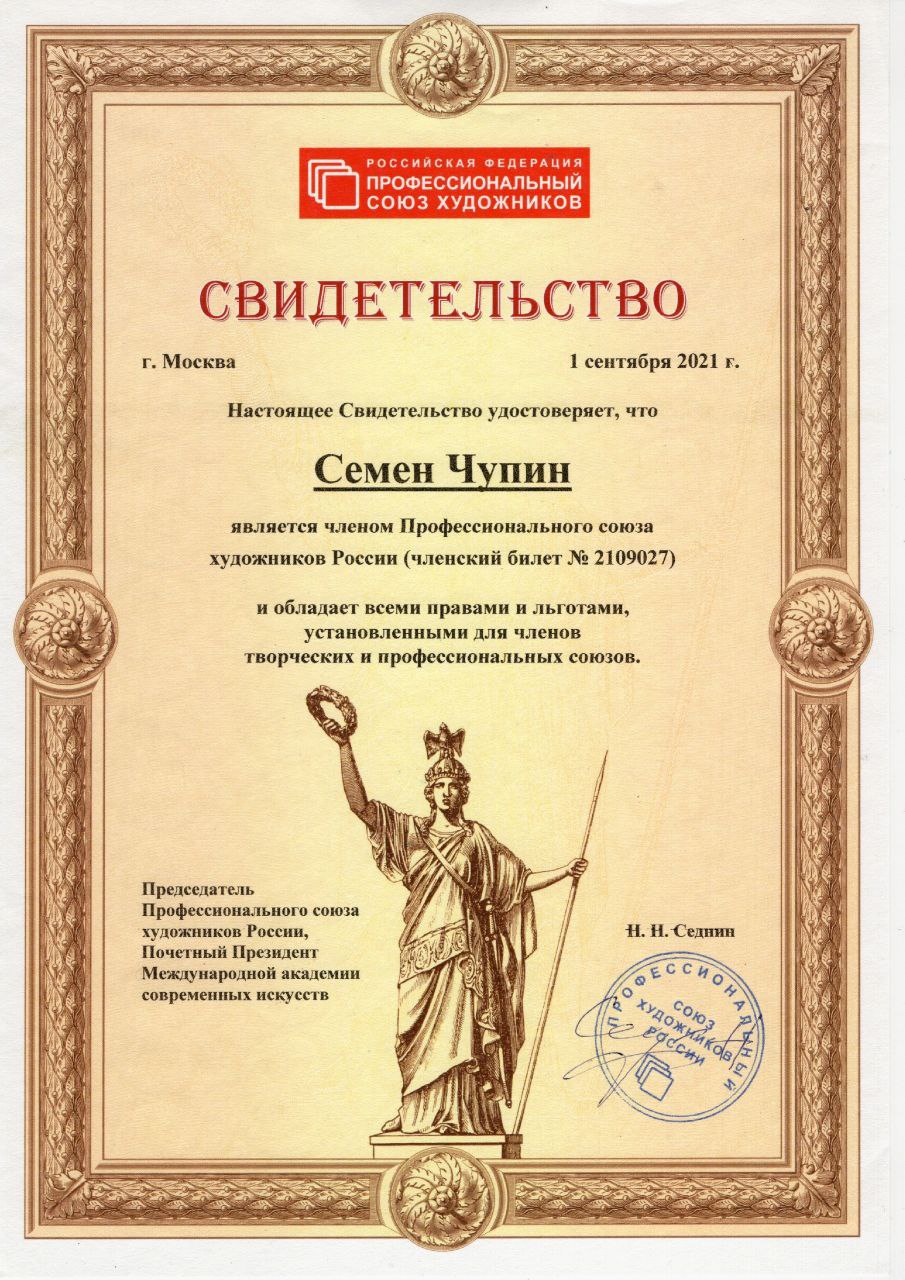 РОССИЙСКАЯ ФЕДЕРАЦИЯ
ПРОФЕССИОНАЛЬНЫЙ
СОЮЗ ХУДОЖНИКОВ
СВИДЕТЕЛЬСТВО
г. Москва 1 сентября 2021 г.
Настоящее Свидетельство удостоверяет, что
Семен Чупин
является членом Профессионального союза
художников России (членский билет № 2109027)
и обладает всеми правами и льготами,
установленными для членов
творческих и профессиональных союзов.
Председатель
Профессионального союза
художников России,
Почетный Президент
Международной академии
современных искусств
Н. Н. Седнин
ПРОФЕССИОНАЛЬНЫЙ
СОЮЗ
ХУДОЖНИКОВ
РОССИИ